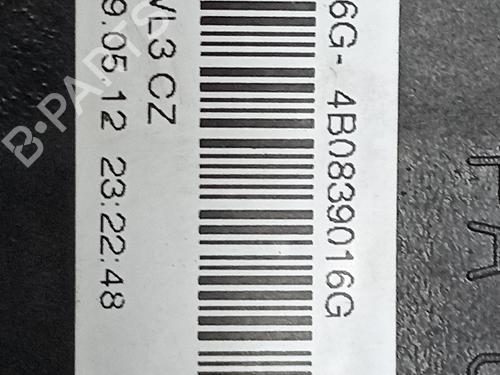 6G- 4B0839016G
VL3 CZ
9.05.12 23:22:48
B-PARTS